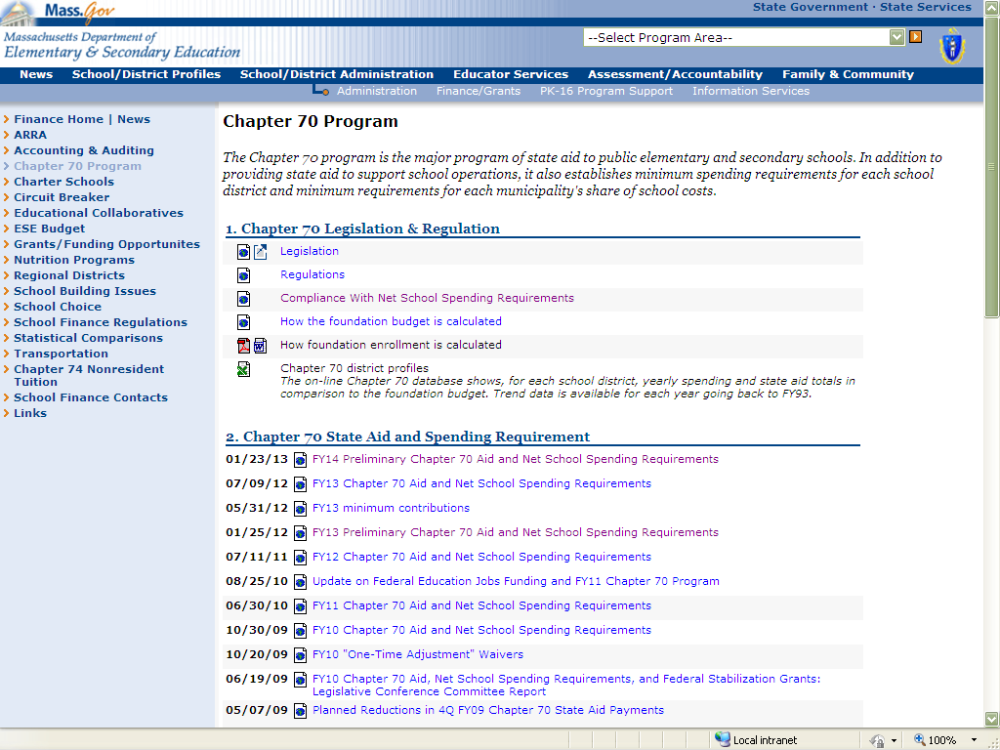 Mass.Gov
State Government · State Services
Massachusetts Department of
Elementary & Secondary Education
--Select Program Area--
News School/District Profiles School/District Administration Educator Services Assessment/Accountability Family & Community
Administration Finance/Grants PK-16 Program Support Information Services
Finance Home | News
ARRA
Accounting & Auditing
Chapter 70 Program
Charter Schools
Circuit Breaker
Educational Collaboratives
ESE Budget
Grants/Funding Opportunites
Nutrition Programs
Regional Districts
School Building Issues
School Choice
School Finance Regulations
Statistical Comparisons
Transportation
Chapter 74 Nonresident
Tuition
School Finance Contacts
Links
Chapter 70 Program
The Chapter 70 program is the major program of state aid to public elementary and secondary schools. In addition to
providing state aid to support school operations, it also establishes minimum spending requirements for each school
district and minimum requirements for each municipality's share of school costs.
1. Chapter 70 Legislation & Regulation
Legislation
Regulations
Compliance With Net School Spending Requirements
How the foundation budget is calculated
How foundation enrollment is calculated
Chapter 70 district profiles
The on-line Chapter 70 database shows, for each school district, yearly spending and state aid totals in
comparison to the foundation budget. Trend data is available for each year going back to FY93.
2. Chapter 70 State Aid and Spending Requirement
01/23/13 FY14 Preliminary Chapter 70 Aid and Net School Spending Requirements
07/09/12 FY13 Chapter 70 Aid and Net School Spending Requirements
05/31/12 FY13 minimum contributions
01/25/12 FY13 Preliminary Chapter 70 Aid and Net School Spending Requirements
07/11/11 FY12 Chapter 70 Aid and Net School Spending Requirements
08/25/10 Update on Federal Education Jobs Funding and FY11 Chapter 70 Program
06/30/10 FY11 Chapter 70 Aid and Net School Spending Requirements
10/30/09 FY10 Chapter 70 Aid and Net School Spending Requirements
10/20/09 FY10 "One-Time Adjustment" Waivers
06/19/09 FY10 Chapter 70 Aid, Net School Spending Requirements, and Federal Stabilization Grants:
Legislative Conference Committee Report
05/07/09 Planned Reductions in 4Q FY09 Chapter 70 State Aid Payments
Local intranet 100%